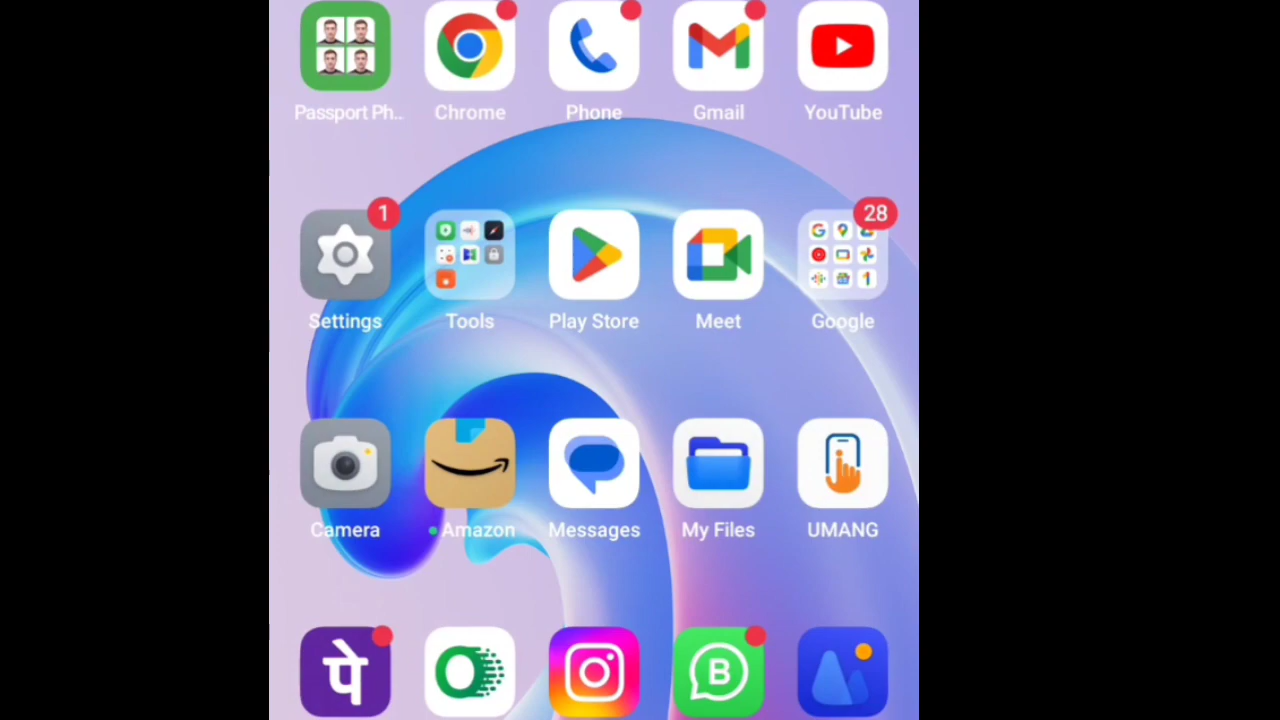 Passport Ph.. Chrome Phone Gmail YouTube
1 28
Settings Tools Play Store Meet Google
Camera Amazon Messages My Files UMANG
पे B